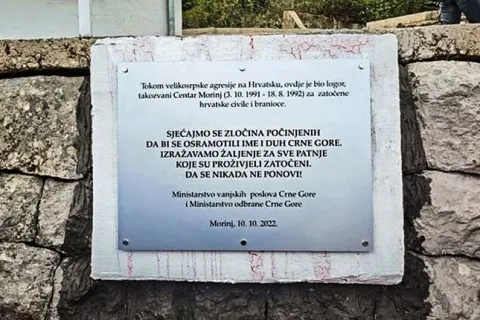 Tokom velikosrpske agresije na Hrvatsku, ovdje je bio logor,
takozvani Centar Morinj (3. 10. 1991 - 18. 8. 1992) za zatočene
hrvatske civile i branioce.
SJEĆAJMO SE ZLOČINA POČINJENIH
DA BI SE OSRAMOTILI IME I DUH CRNE GORE.
IZRAŽAVAMO ŽALJENJE ZA SVE PATNJE
KOJE SU PROŽIVJELI ZATOČENI.
DA SE NIKADA NE PONOVI!
Ministarstvo vanjskih poslova Crne Gore
i Ministarstvo odbrane Crne Gore
Morinj, 10. 10. 2022.